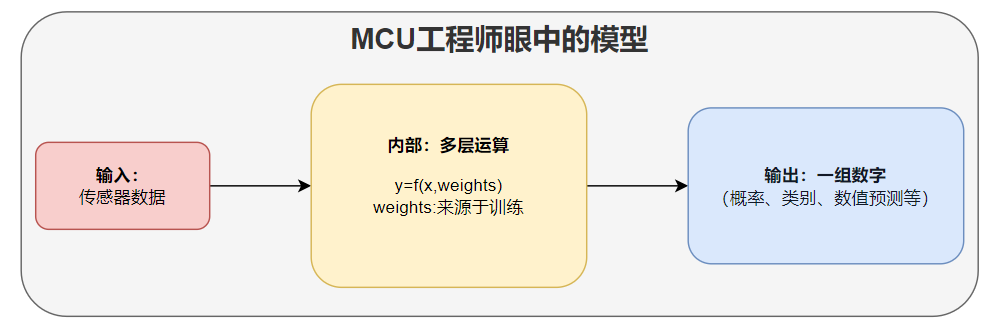 MCU工程师眼中的模型
输入：
传感器数据
内部：多层运算
y=f(x,weights)
weights:来源于训练
输出：一组数字
（概率、类别、数值预测等）